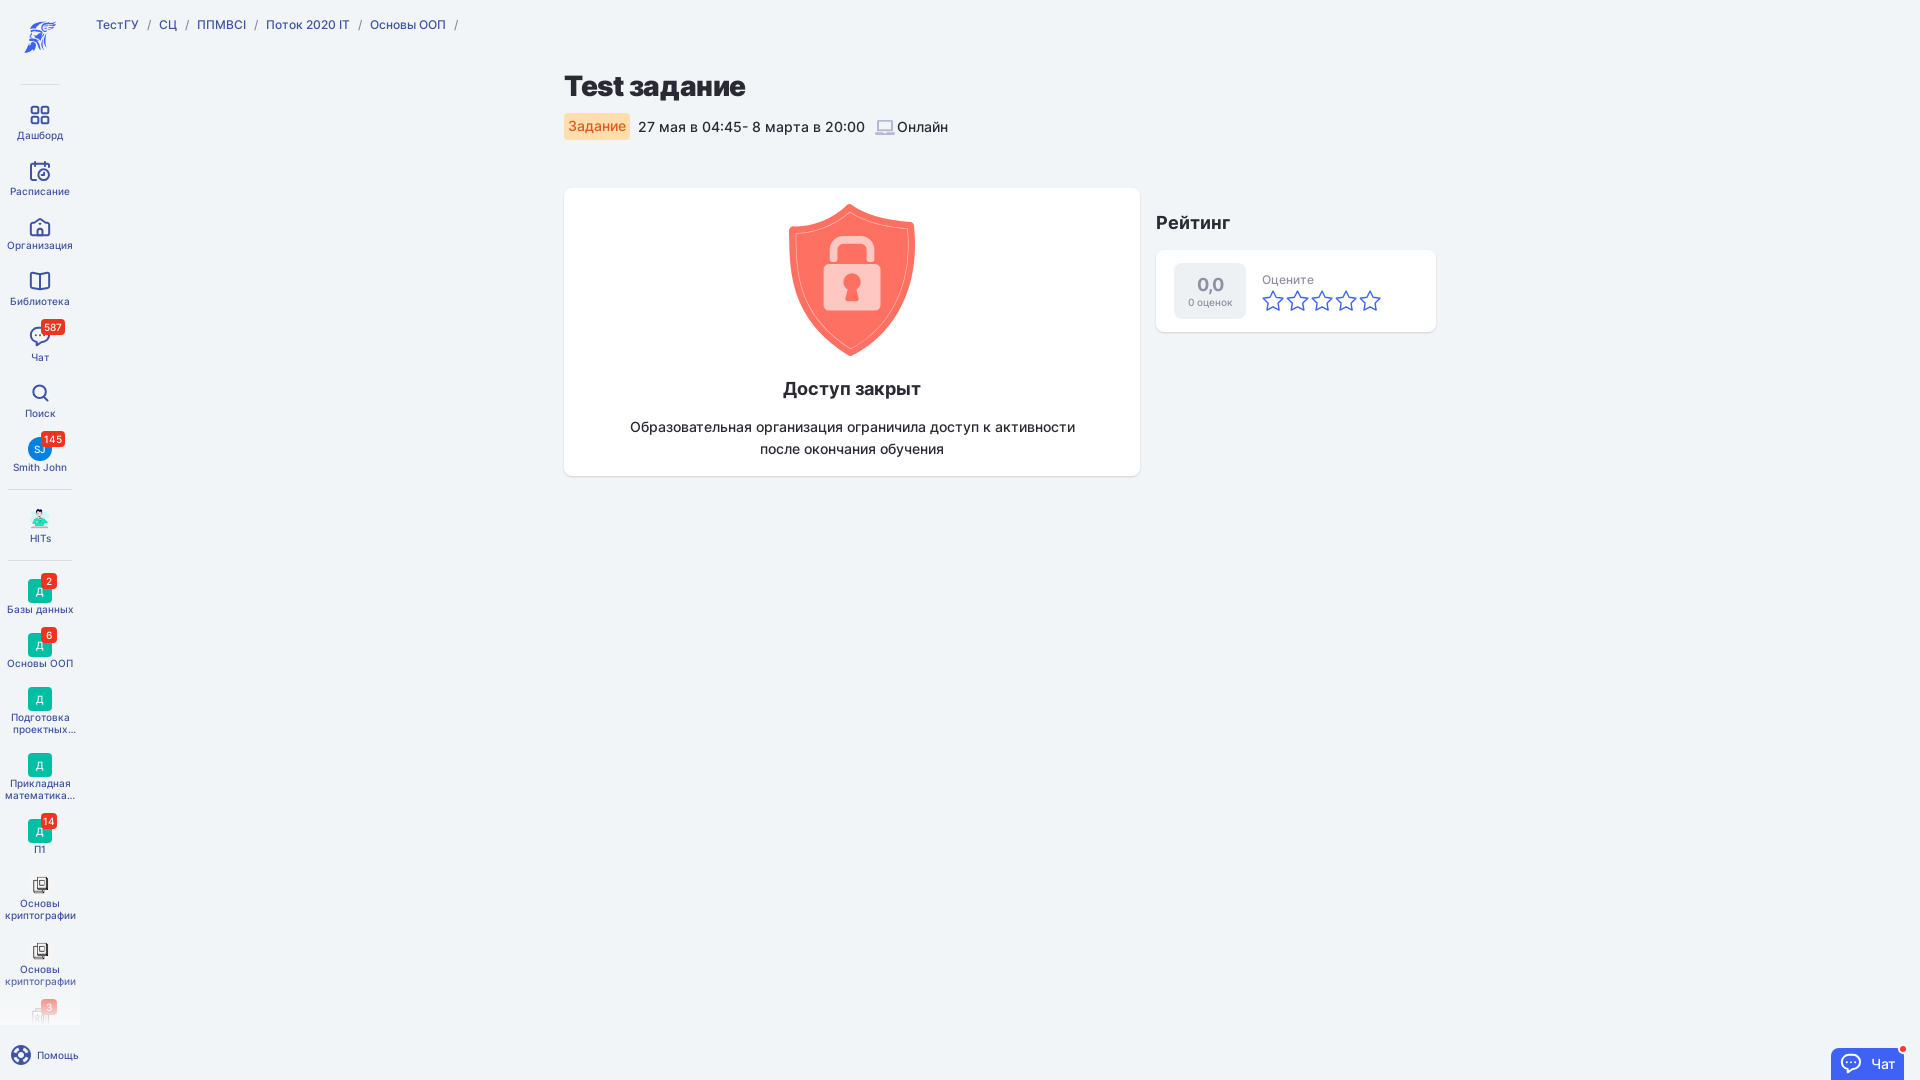 ТестГУ / СЦ / ППМВСІ / Поток 2020 IT / Основы ООП /
Test задание
Задание 27 мая в 04:45- 8 марта в 20:00 Онлайн
Дашборд
Расписание
Организация
Библиотека
587
Чат
Поиск
145
SJ
Smith John
HITs
2
Д
Базы данных
6
Д
Основы ООП
Д
Подготовка
проектных...
Д
Прикладная
математика...
14
Д
П1
Основы
криптографии
Основы
криптографии
3
Помощь
Доступ закрыт
Образовательная организация ограничила доступ к активности
после окончания обучения
Рейтинг
0,0
0 оценок
Оцените
Чат